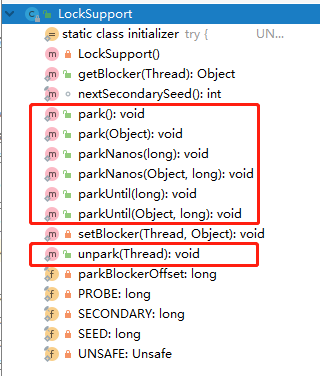 LockSupport
static class initializer try { UN...
LockSupport()
getBlocker(Thread): Object
nextSecondarySeed(): int
park(): void
park(Object): void
parkNanos(long): void
parkNanos(Object, long): void
parkUntil(long): void
parkUntil(Object, long): void
setBlocker(Thread, Object): void
unpark(Thread): void
parkBlockerOffset: long
PROBE: long
SECONDARY: long
SEED: long
UNSAFE: Unsafe